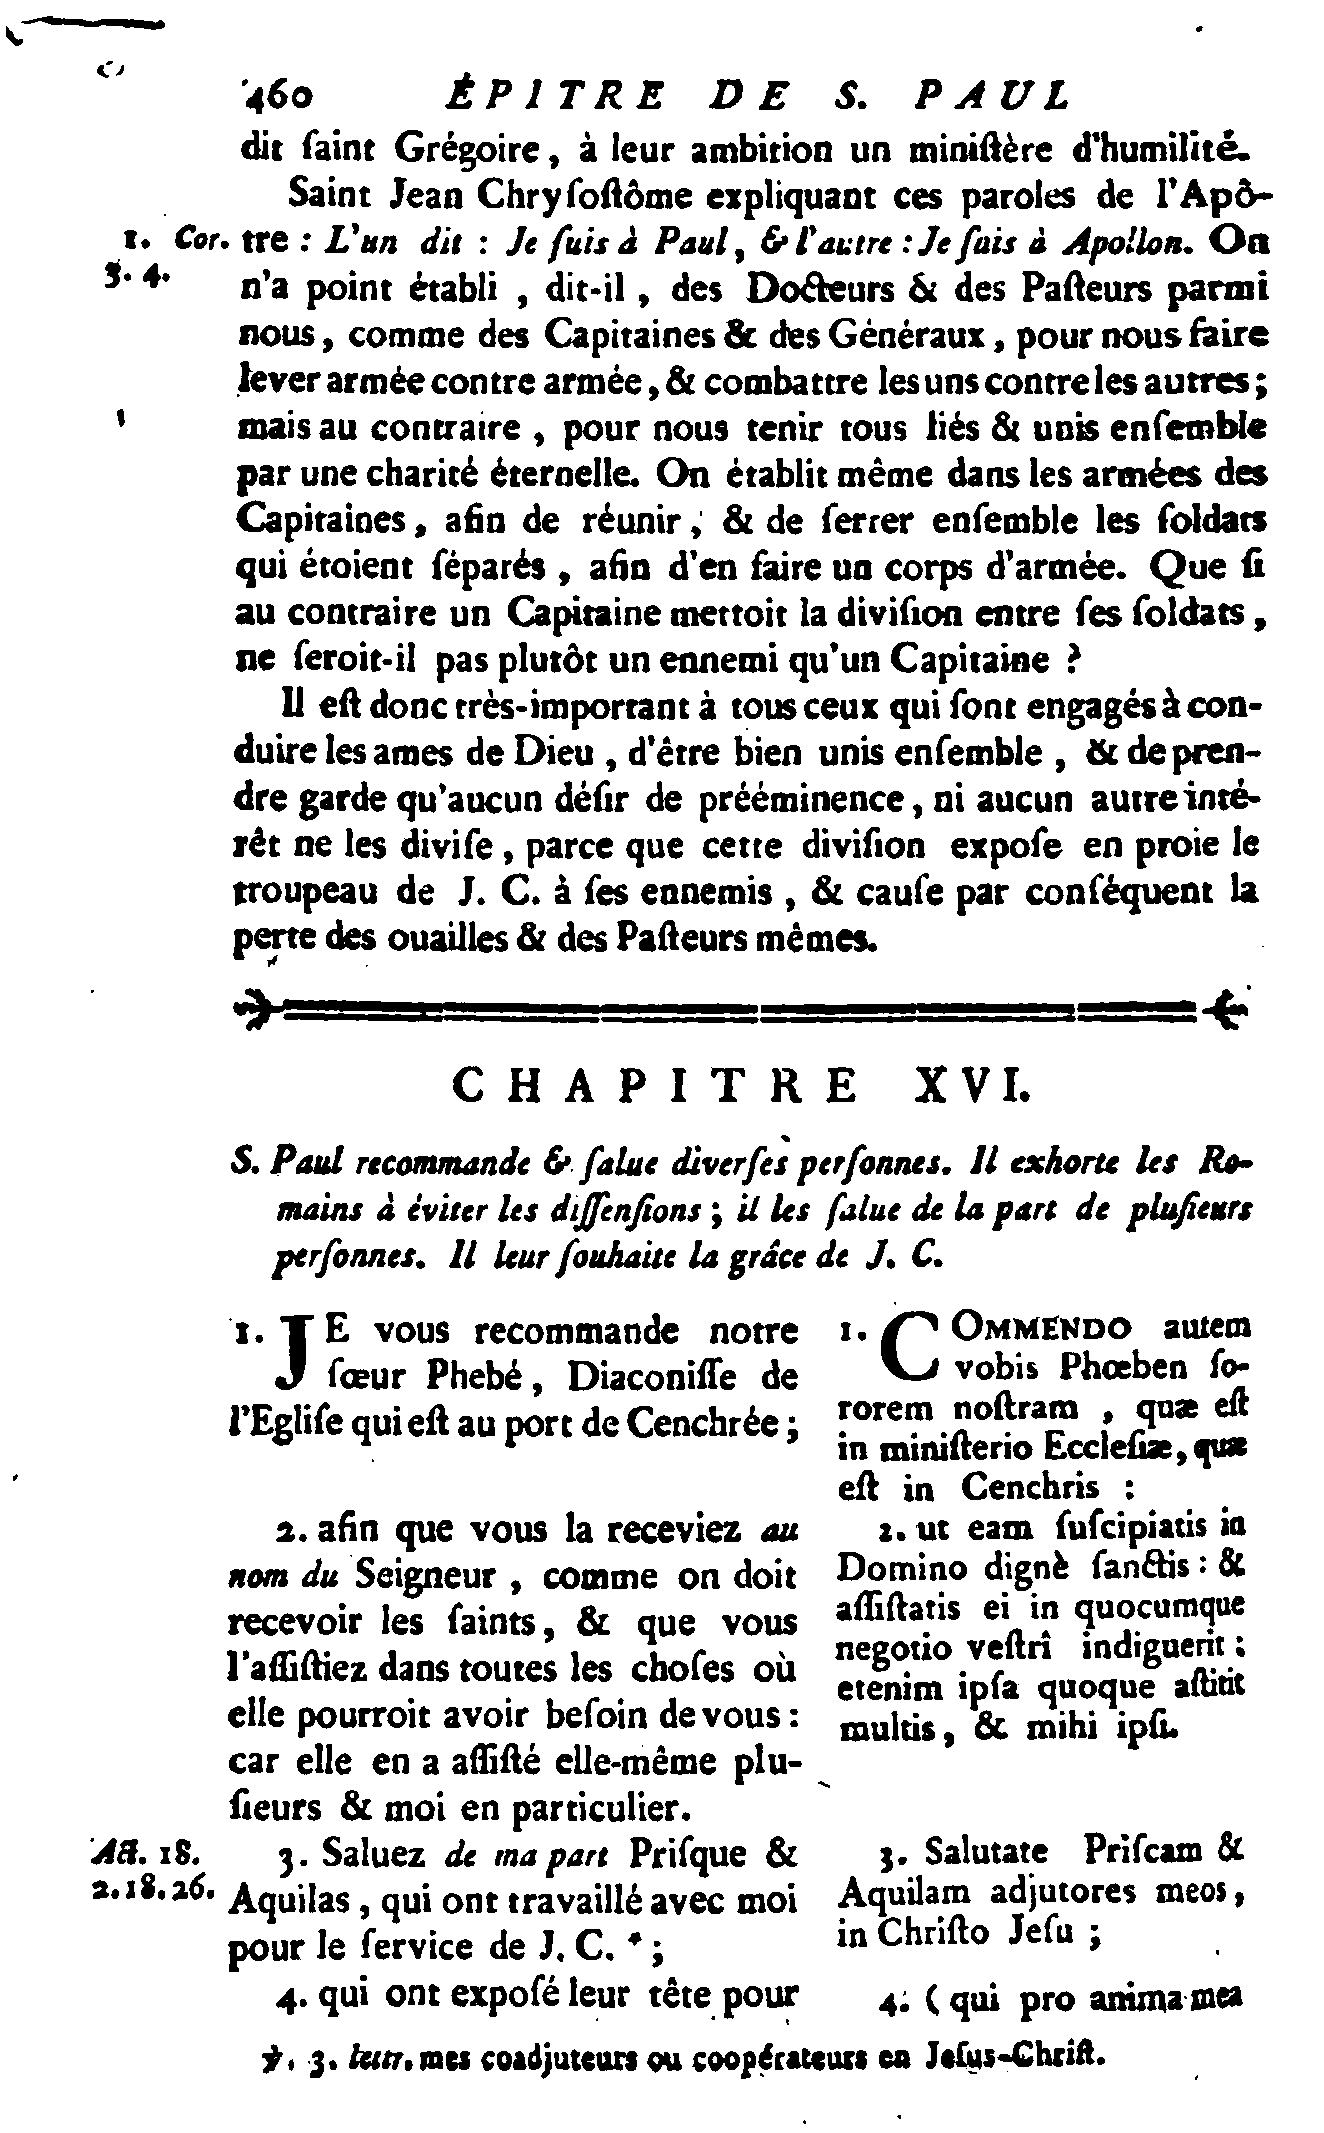 460 ÉPITRE DE S. PAUL
dit ſaint Grégoire, à leur ambition un miniſtère d'humilité.
Saint Jean Chryſoſtôme expliquant ces paroles de l'Apô-
1. Cor. tre : L'un dit : Je ſuis à Paul, & l'autre : Je ſuis à Apollon. On
3. 4. n'a point établi, dit-il, des Docteurs & des Paſteurs parmi
nous, comme des Capitaines & des Généraux, pour nous faire
lever armée contre armée, & combattre les uns contre les autres;
mais au contraire, pour nous tenir tous liés & unis enſemble
par une charité éternelle. On établit même dans les armées des
Capitaines, afin de réunir, & de ſerrer enſemble les ſoldats
qui étoient ſéparés, afin d'en faire un corps d'armée. Que ſi
au contraire un Capitaine mettoit la diviſion entre ſes ſoldats,
ne ſeroit-il pas plutôt un ennemi qu'un Capitaine ?
Il eſt donc très-important à tous ceux qui ſont engagés à con-
duire les ames de Dieu, d'être bien unis enſemble, & de pren-
dre garde qu'aucun déſir de prééminence, ni aucun autre inté-
rêt ne les diviſe, parce que cette diviſion expoſe en proie le
troupeau de J. C. à ſes ennemis, & cauſe par conſéquent la
perte des ouailles & des Paſteurs mêmes.
CHAPITRE XVI.
S. Paul recommande & ſalue diverſes perſonnes. Il exhorte les Ro-
mains à éviter les diſſenſions ; il les ſalue de la part de pluſieurs
perſonnes. Il leur ſouhaite la grâce de J. C.
1. JE vous recommande notre
ſœur Phebé, Diaconiſſe de
l'Egliſe qui eſt au port de Cenchrée;
2. afin que vous la receviez au
nom du Seigneur, comme on doit
recevoir les ſaints, & que vous
l'aſſiſtiez dans toutes les choſes où
elle pourroit avoir beſoin de vous :
car elle en a aſſiſté elle-même plu-
ſieurs & moi en particulier.
Act. 18. 3. Saluez de ma part Priſque &
2.18.26. Aquilas, qui ont travaillé avec moi
pour le ſervice de J. C. * ;
4. qui ont expoſé leur tête pour
1. COMMENDO autem
vobis Phœben ſo-
rorem noſtram, quæ eſt
in miniſterio Eccleſiæ, quæ
eſt in Cenchris :
2. ut eam ſuſcipiatis in
Domino dignè ſanctis : &
aſſiſtatis ei in quocumque
negotio veſtrî indiguerit :
etenim ipſa quoque aſtitit
multis, & mihi ipſi.
3. Salutate Priſcam &
Aquilam adjutores meos,
in Chriſto Jeſu ;
4. ( qui pro anima mea
℣. 3. lettr. mes coadjuteurs ou coopérateurs en Jeſus-Chriſt.